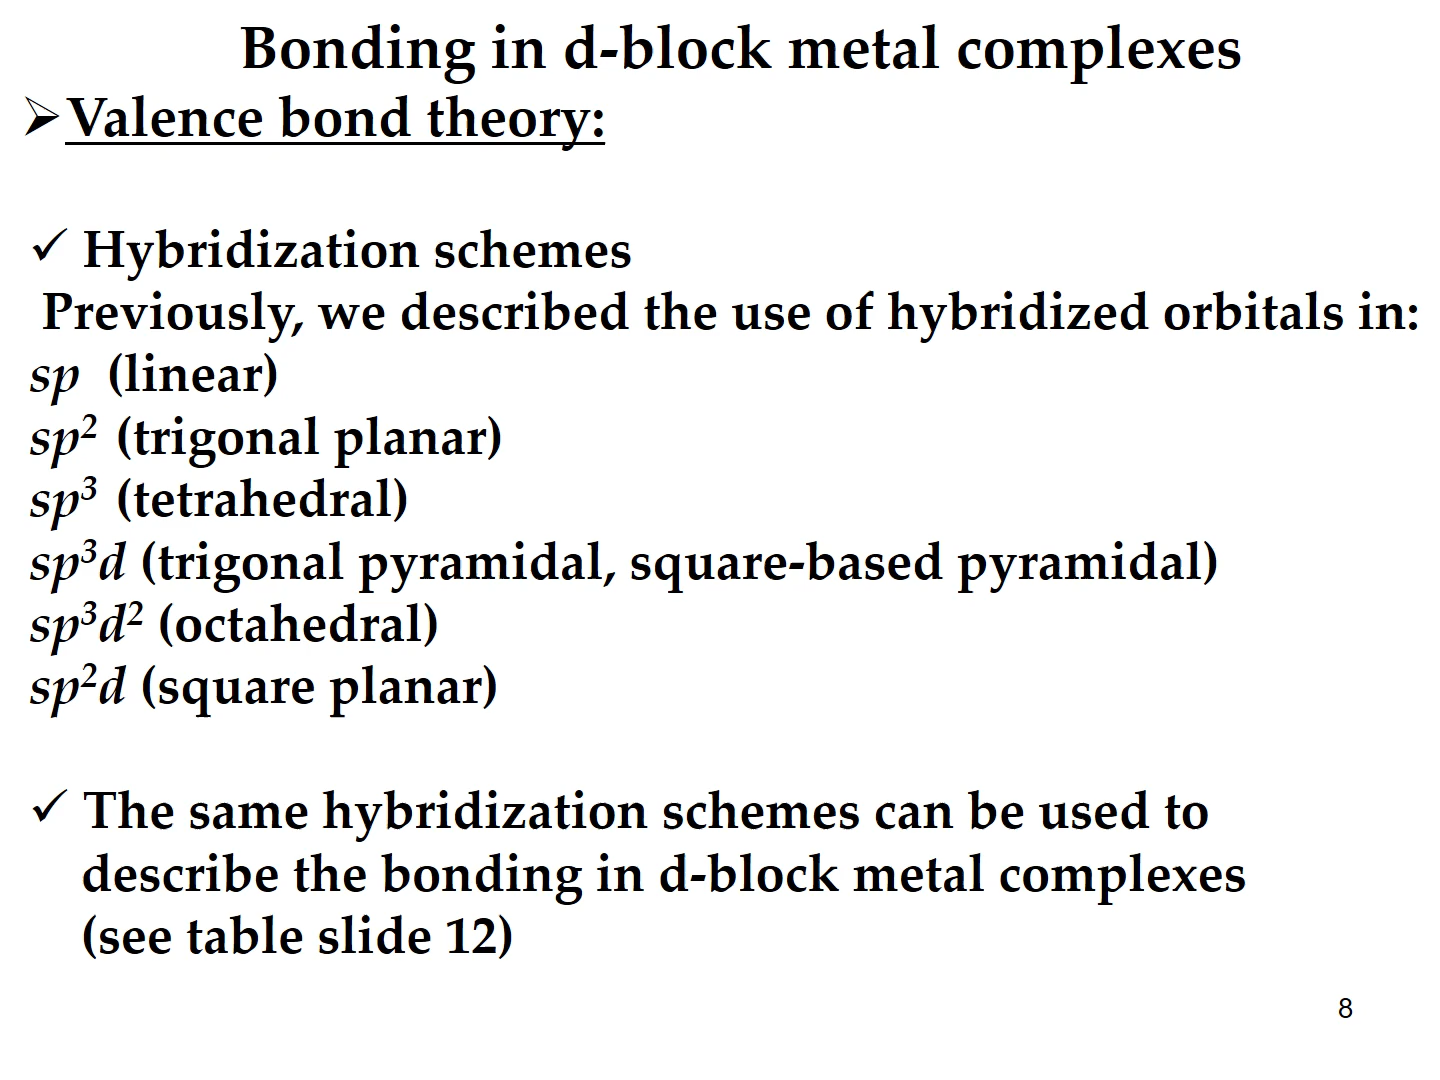 Bonding in d-block metal complexes
➢Valence bond theory:
✓ Hybridization schemes
Previously, we described the use of hybridized orbitals in:
sp (linear)
sp² (trigonal planar)
sp³ (tetrahedral)
sp³d (trigonal pyramidal, square-based pyramidal)
sp³d² (octahedral)
sp²d (square planar)
✓ The same hybridization schemes can be used to
describe the bonding in d-block metal complexes
(see table slide 12)
8